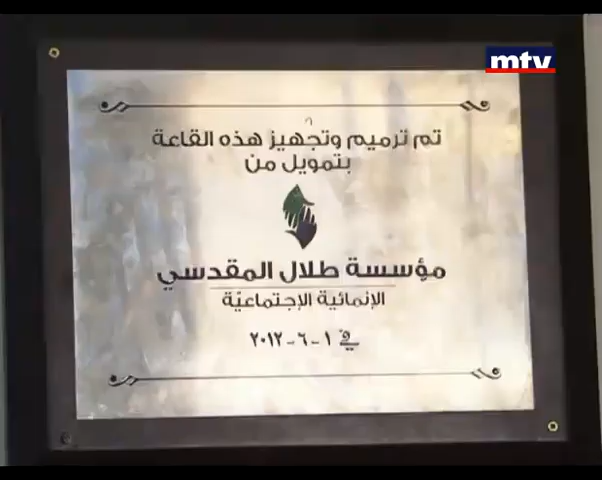 mtv
تم ترميم وتجهيز هذه القاعة
بتمويل من
مؤسسة طلال المقدسي
الإنمائية الإجتماعيّة
في ١-٦-٢٠١٢